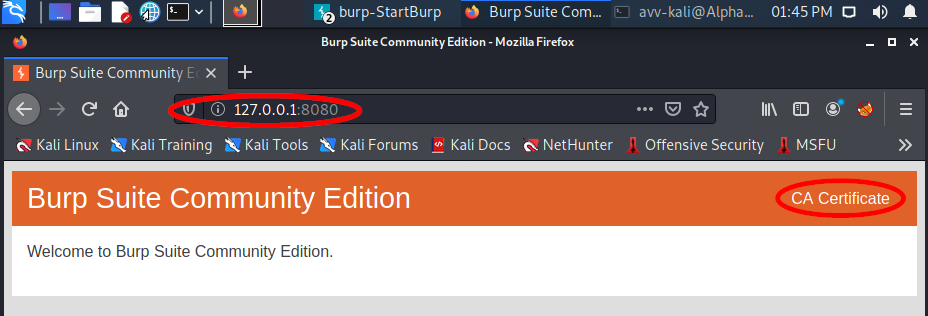 2 burp-StartBurp Burp Suite Com... avv-kali@Alpha... 01:45 PM
Burp Suite Community Edition - Mozilla Firefox
Burp Suite Community E
127.0.0.1:8080
Kali Linux Kali Training Kali Tools Kali Forums Kali Docs NetHunter Offensive Security MSFU
Burp Suite Community Edition CA Certificate
Welcome to Burp Suite Community Edition.